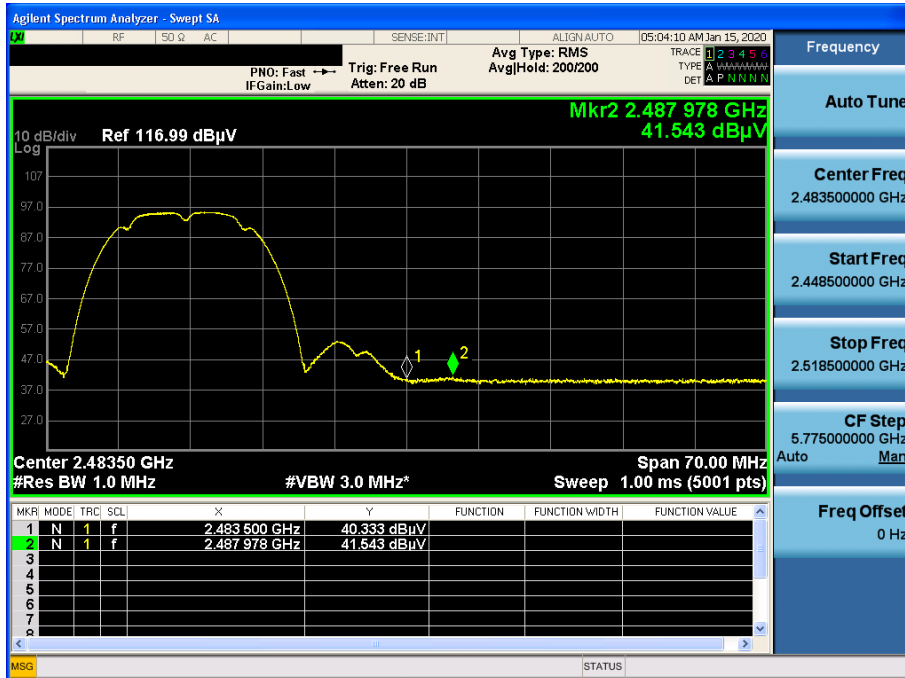 Agilent Spectrum Analyzer - Swept SA
LXI RF 50 Ω AC SENSE:INT ALIGN AUTO 05:04:10 AM Jan 15, 2020
Frequency
PNO: Fast Trig: Free Run Avg Type: RMS TRACE 1 2 3 4 5 6
IFGain:Low Atten: 20 dB Avg|Hold: 200/200 TYPE A WWWWW
DET A P N N N N
Auto Tune
Mkr2 2.487 978 GHz
41.543 dBµV
10 dB/div Ref 116.99 dBµV
Log
107
97.0
87.0
77.0
67.0
57.0
47.0
37.0
27.0
1
2
Center Freq
2.483500000 GHz
Start Freq
2.448500000 GHz
Stop Freq
2.518500000 GHz
CF Step
5.775000000 GHz
Auto Man
Freq Offset
0 Hz
Center 2.48350 GHz Span 70.00 MHz
#Res BW 1.0 MHz #VBW 3.0 MHz* Sweep 1.00 ms (5001 pts)
MKR MODE TRC SCL X Y FUNCTION FUNCTION WIDTH FUNCTION VALUE
1 N 1 f 2.483 500 GHz 40.333 dBµV
2 N 1 f 2.487 978 GHz 41.543 dBµV
3
4
5
6
7
8
MSG STATUS